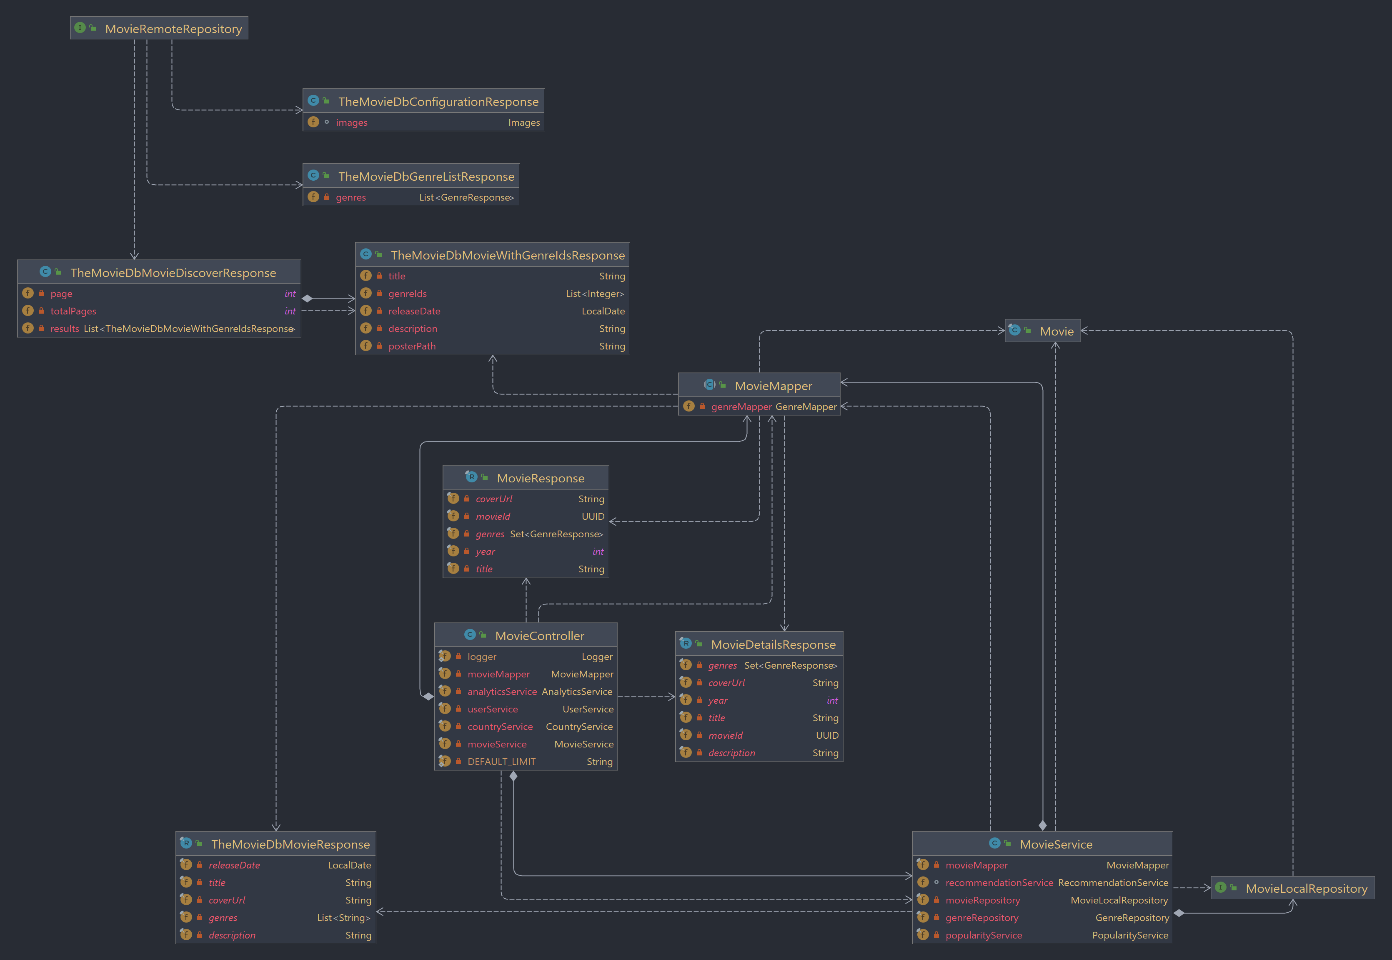 MovieRemoteRepository
TheMovieDbConfigurationResponse
images Images
TheMovieDbGenreListResponse
genres List<GenreResponse>
TheMovieDbMovieWithGenreIdsResponse
title String
genreIds List<Integer>
releaseDate LocalDate
description String
posterPath String
TheMovieDbMovieDiscoverResponse
page int
totalPages int
results List<TheMovieDbMovieWithGenreIdsResponse>
Movie
MovieMapper
genreMapper GenreMapper
MovieResponse
coverUrl String
movieId UUID
genres Set<GenreResponse>
year int
title String
MovieController
logger Logger
movieMapper MovieMapper
analyticsService AnalyticsService
userService UserService
countryService CountryService
movieService MovieService
DEFAULT_LIMIT String
MovieDetailsResponse
genres Set<GenreResponse>
coverUrl String
year int
title String
movieId UUID
description String
TheMovieDbMovieResponse
releaseDate LocalDate
title String
coverUrl String
genres List<String>
description String
MovieService
movieMapper MovieMapper
recommendationService RecommendationService
movieRepository MovieLocalRepository
genreRepository GenreRepository
popularityService PopularityService
MovieLocalRepository